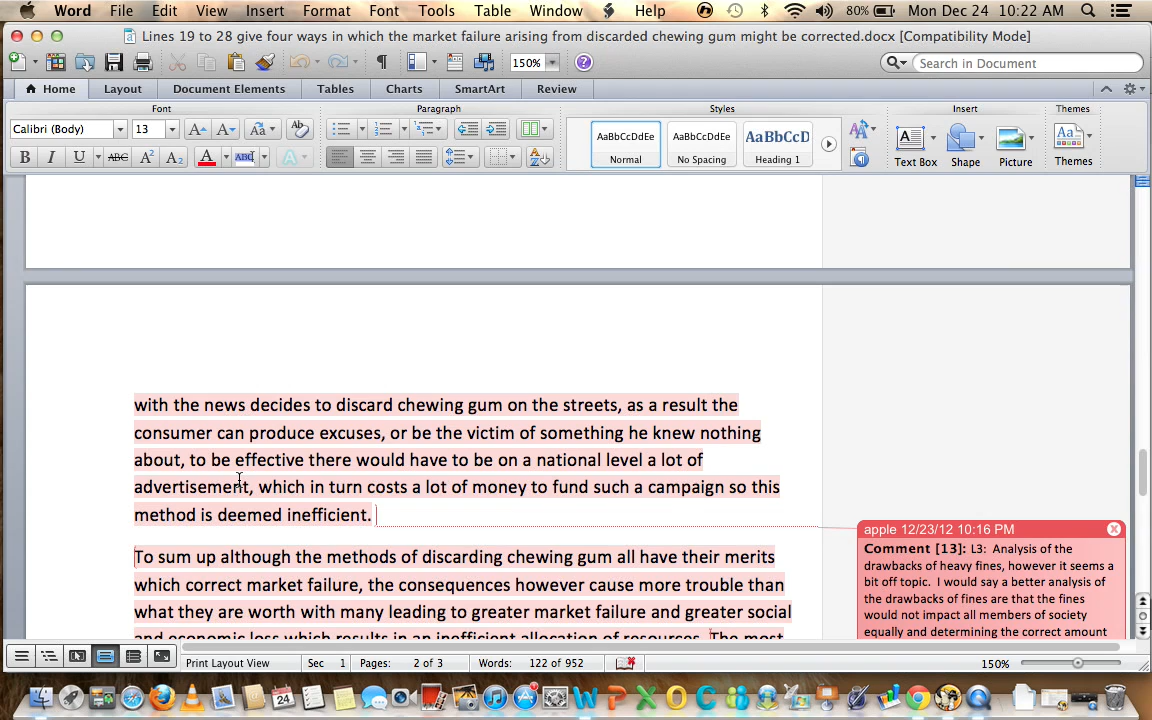 Word File Edit View Insert Format Font Tools Table Window Help 80% Mon Dec 24 10:22 AM
Lines 19 to 28 give four ways in which the market failure arising from discarded chewing gum might be corrected.docx [Compatibility Mode]
150% Search in Document
Home Layout Document Elements Tables Charts SmartArt Review
Font Paragraph Styles Insert Themes
Calibri (Body) 13 A A Aa AaBbCcDdEe AaBbCcDdEe AaBbCcD
B I U ABC A2 A2 A ABC A Normal No Spacing Heading 1 Text Box Shape Picture Themes
with the news decides to discard chewing gum on the streets, as a result the
consumer can produce excuses, or be the victim of something he knew nothing
about, to be effective there would have to be on a national level a lot of
advertisement, which in turn costs a lot of money to fund such a campaign so this
method is deemed inefficient.
To sum up although the methods of discarding chewing gum all have their merits
which correct market failure, the consequences however cause more trouble than
what they are worth with many leading to greater market failure and greater social
and economic loss which results in an inefficient allocation of resources. The most
apple 12/23/12 10:16 PM
Comment [13]: L3: Analysis of the
drawbacks of heavy fines, however it seems a
bit off topic. I would say a better analysis of
the drawbacks of fines are that the fines
would not impact all members of society
equally and determining the correct amount
Print Layout View Sec 1 Pages: 2 of 3 Words: 122 of 952 150%